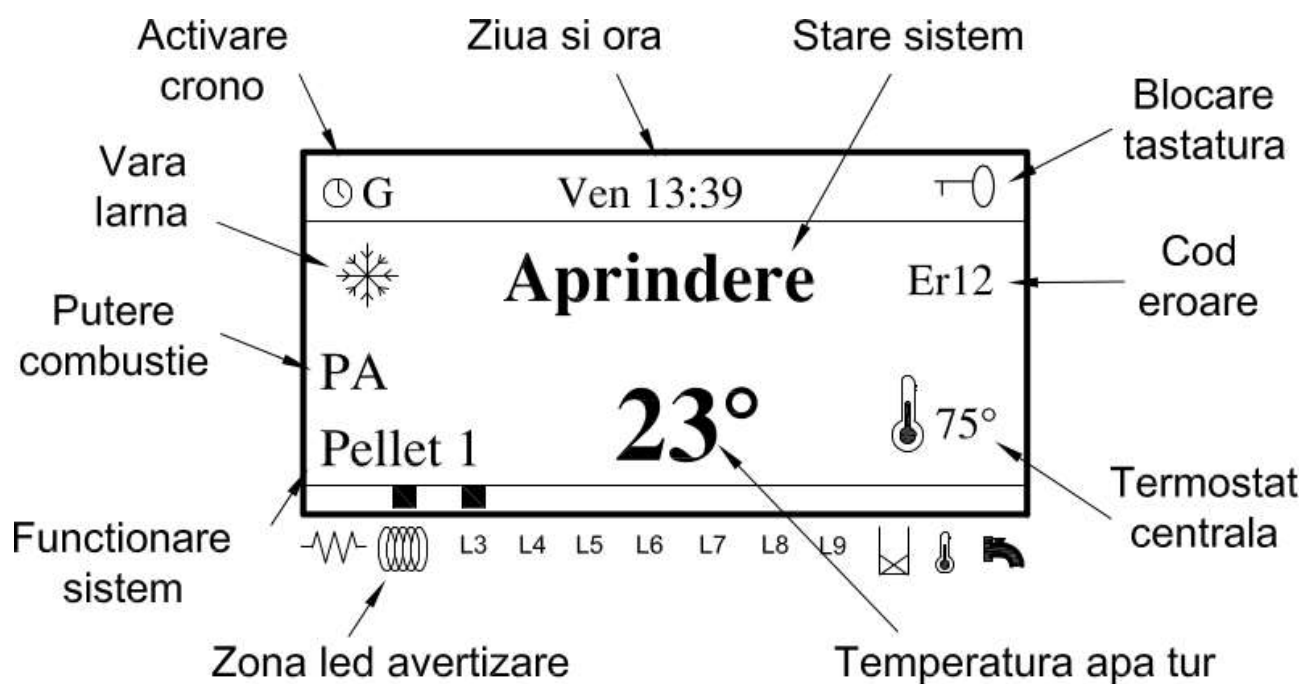 Activare
crono
Ziua si ora
Stare sistem
Blocare
tastatura
Vara
Iarna
G
Ven 13:39
Aprindere
Er12
Cod
eroare
Putere
combustie
PA
23°
75°
Pellet 1
Termostat
centrala
Functionare
sistem
L3 L4 L5 L6 L7 L8 L9
Zona led avertizare
Temperatura apa tur